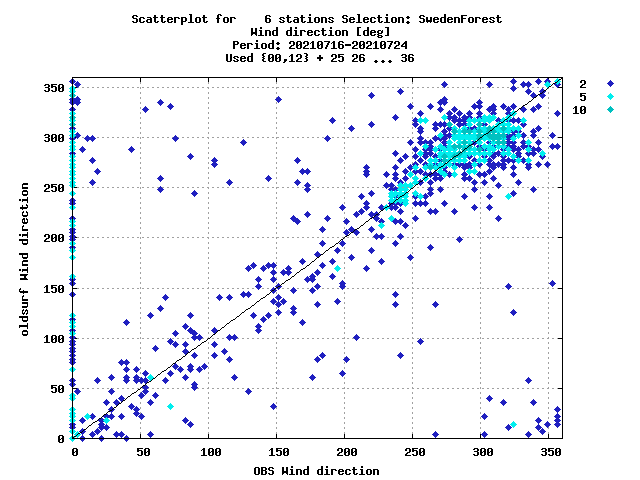 Scatterplot for    6 stations Selection: SwedenForest
Wind direction [deg]
Period: 20210716-20210724
Used {00,12} + 25 26 ... 36
2
5
10
350
300
250
200
150
100
50
0
oldsurf Wind direction
0 50 100 150 200 250 300 350
OBS Wind direction